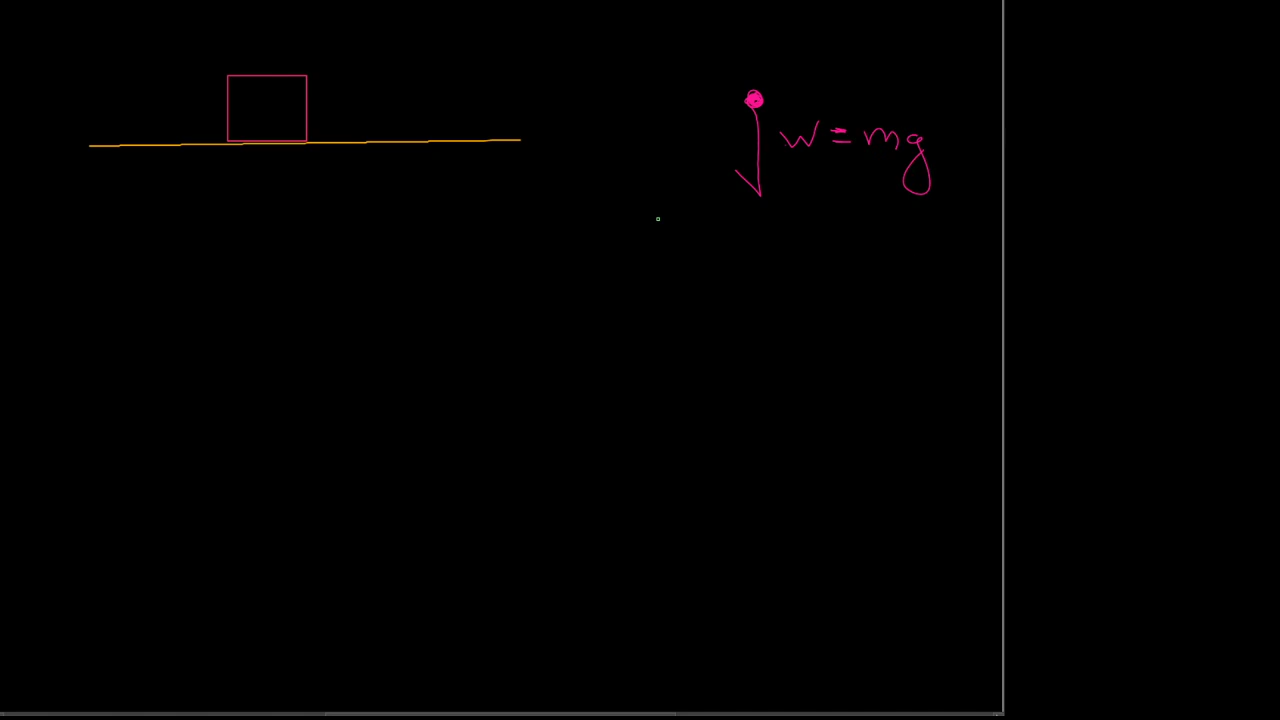 w = mg